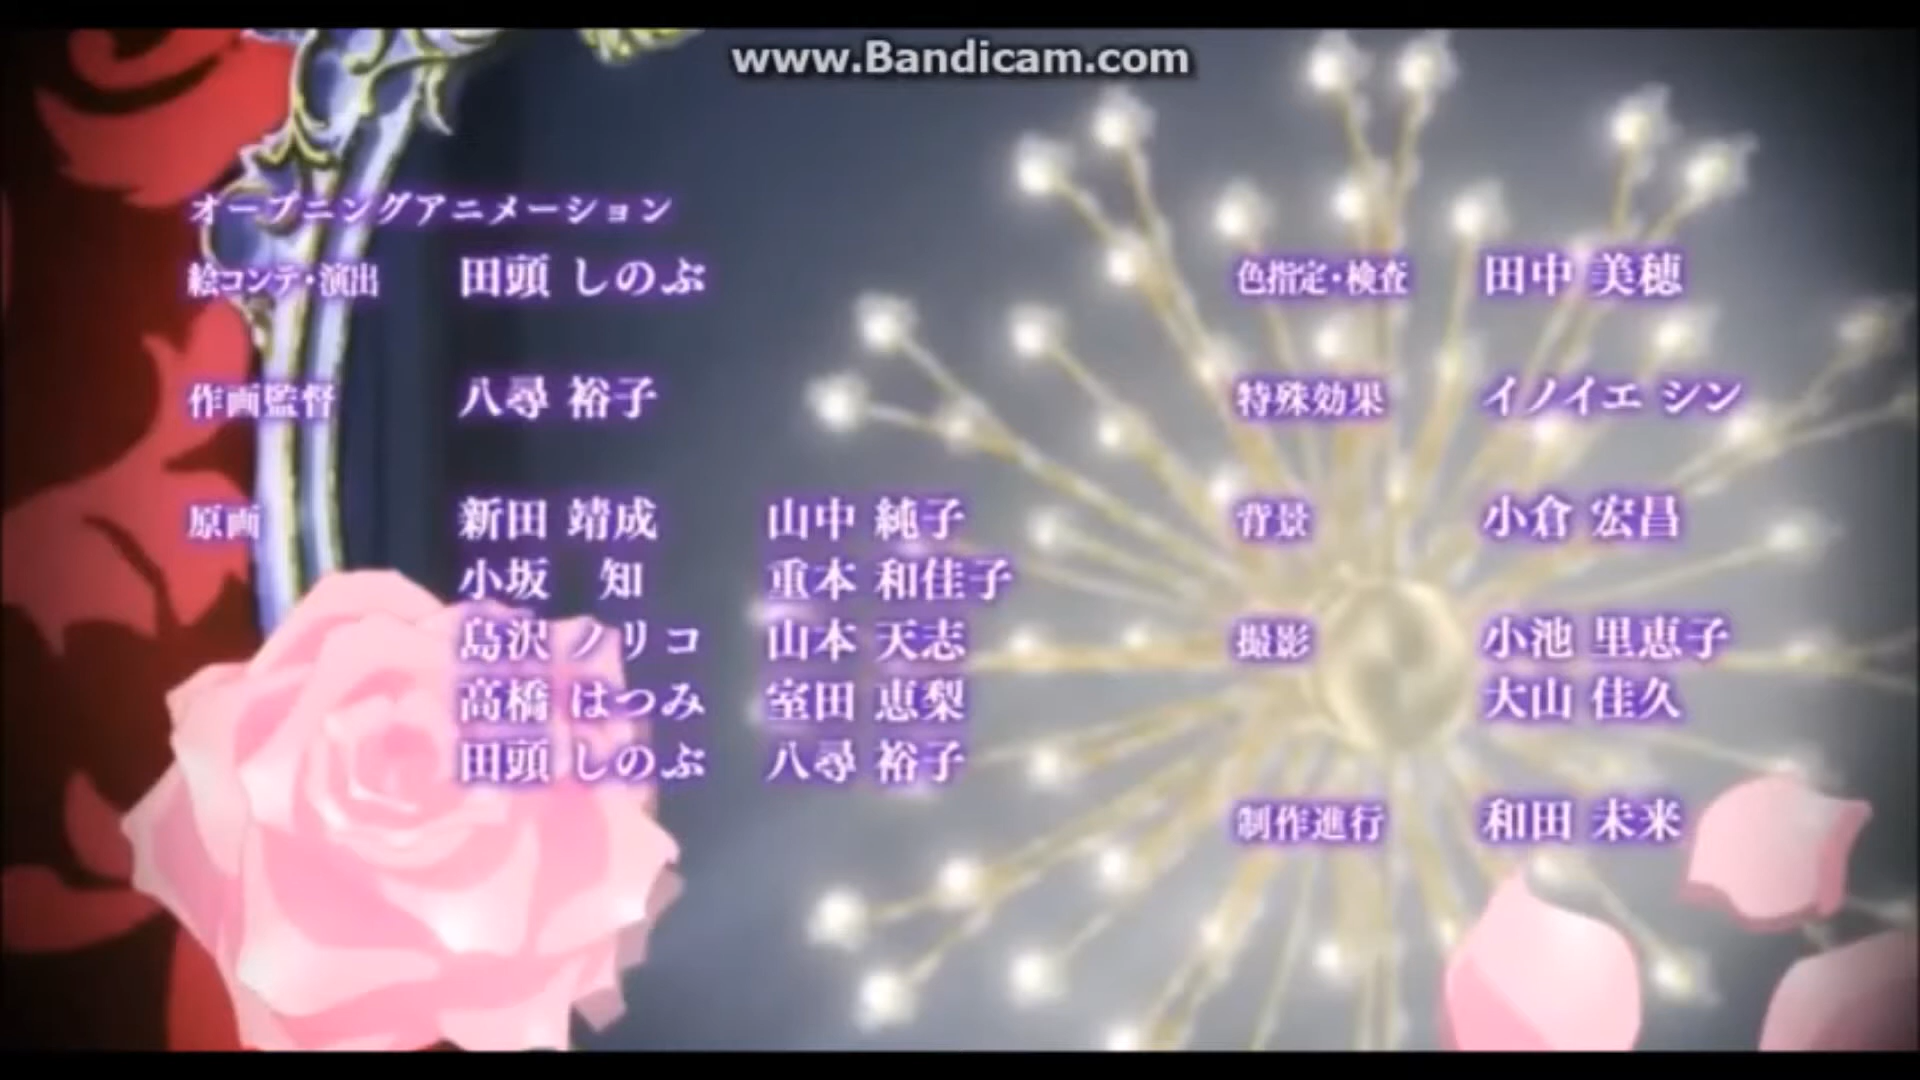 www.Bandicam.com
オープニングアニメーション
絵コンテ・演出 田頭 しのぶ
作画監督 八尋 裕子
原画 新田 靖成 山中 純子
小坂 知 重本 和佳子
島沢 ノリコ 山本 天志
高橋 はつみ 室田 恵梨
田頭 しのぶ 八尋 裕子
色指定・検査 田中 美穂
特殊効果 イノイエ シン
背景 小倉 宏昌
撮影 小池 里恵子
大山 佳久
制作進行 和田 未来